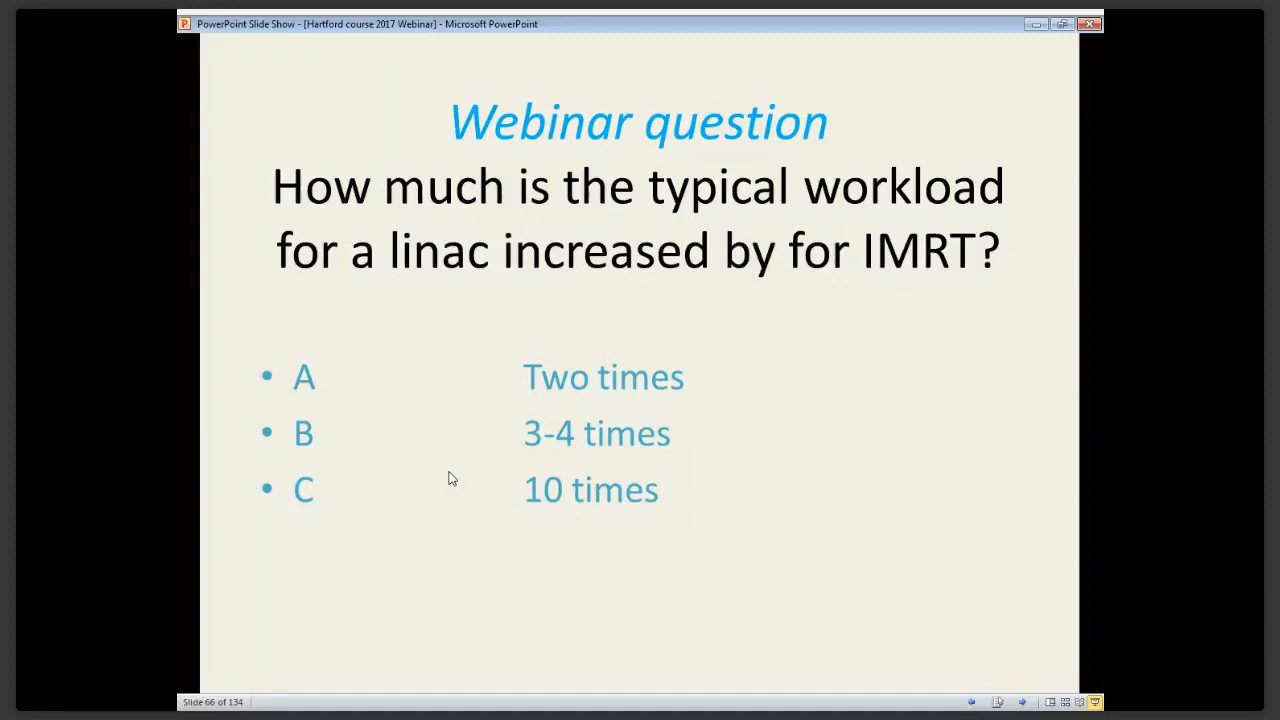 PowerPoint Slide Show - [Hartford course 2017 Webinar] - Microsoft PowerPoint
Webinar question
How much is the typical workload
for a linac increased by for IMRT?
• A Two times
• B 3-4 times
• C 10 times
Slide 66 of 134